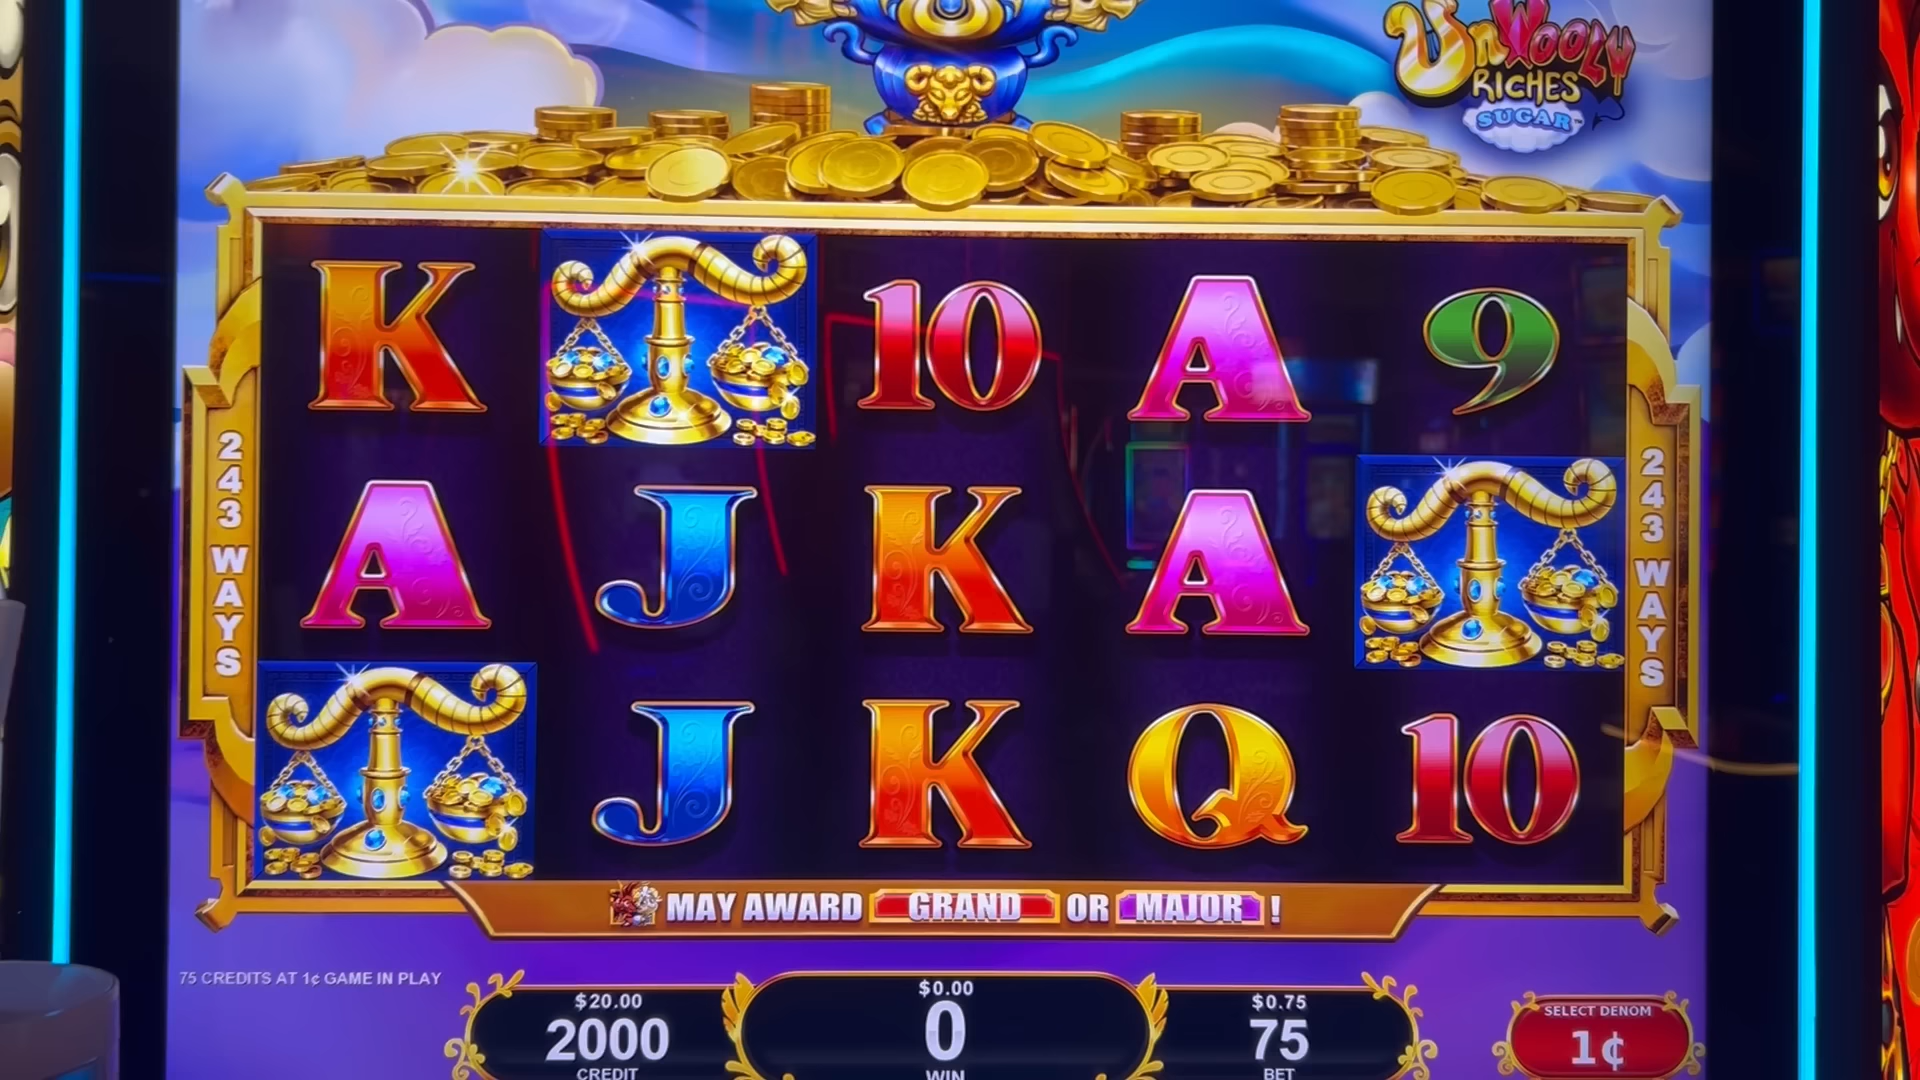 UnWOOLY
RICHES
SUGAR™
K 10 A 9
A J K A
J K Q 10
243 WAYS
243 WAYS
MAY AWARD GRAND OR MAJOR !
75 CREDITS AT 1¢ GAME IN PLAY
$20.00
2000
CREDIT
$0.00
0
WIN
$0.75
75
BET
SELECT DENOM
1¢